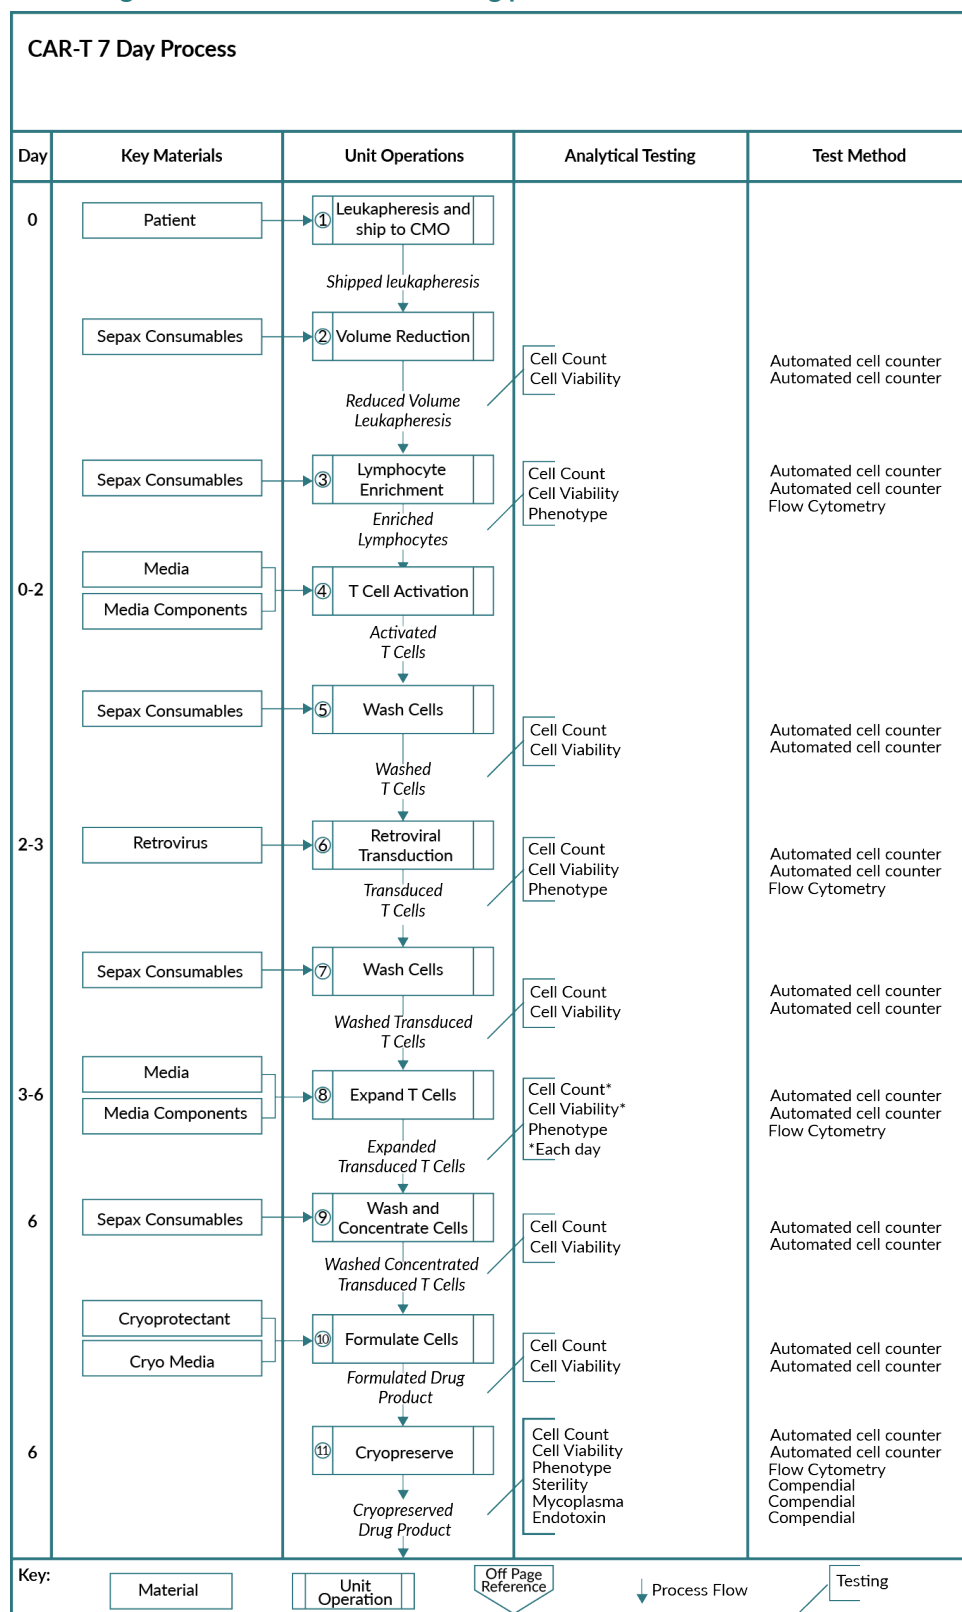 CAR-T 7 Day Process
Day Key Materials Unit Operations Analytical Testing Test Method
0
Patient
1
Leukapheresis and
ship to CMO
Shipped leukapheresis
Sepax Consumables
2
Volume Reduction
Cell Count
Cell Viability
Automated cell counter
Automated cell counter
Reduced Volume
Leukapheresis
Sepax Consumables
3
Lymphocyte
Enrichment
Cell Count
Cell Viability
Phenotype
Automated cell counter
Automated cell counter
Flow Cytometry
Enriched
Lymphocytes
0-2
Media
Media Components
4
T Cell Activation
Activated
T Cells
Sepax Consumables
5
Wash Cells
Cell Count
Cell Viability
Automated cell counter
Automated cell counter
Washed
T Cells
2-3
Retrovirus
6
Retroviral
Transduction
Cell Count
Cell Viability
Phenotype
Automated cell counter
Automated cell counter
Flow Cytometry
Transduced
T Cells
Sepax Consumables
7
Wash Cells
Cell Count
Cell Viability
Automated cell counter
Automated cell counter
Washed Transduced
T Cells
3-6
Media
Media Components
8
Expand T Cells
Cell Count*
Cell Viability*
Phenotype
*Each day
Automated cell counter
Automated cell counter
Flow Cytometry
Expanded
Transduced T Cells
6
Sepax Consumables
9
Wash and
Concentrate Cells
Cell Count
Cell Viability
Automated cell counter
Automated cell counter
Washed Concentrated
Transduced T Cells
Cryoprotectant
Cryo Media
10
Formulate Cells
Cell Count
Cell Viability
Automated cell counter
Automated cell counter
Formulated Drug
Product
6
11
Cryopreserve
Cell Count
Cell Viability
Phenotype
Sterility
Mycoplasma
Endotoxin
Automated cell counter
Automated cell counter
Flow Cytometry
Compendial
Compendial
Compendial
Cryopreserved
Drug Product
Key:
Material
Unit
Operation
Off Page
Reference
Process Flow
Testing